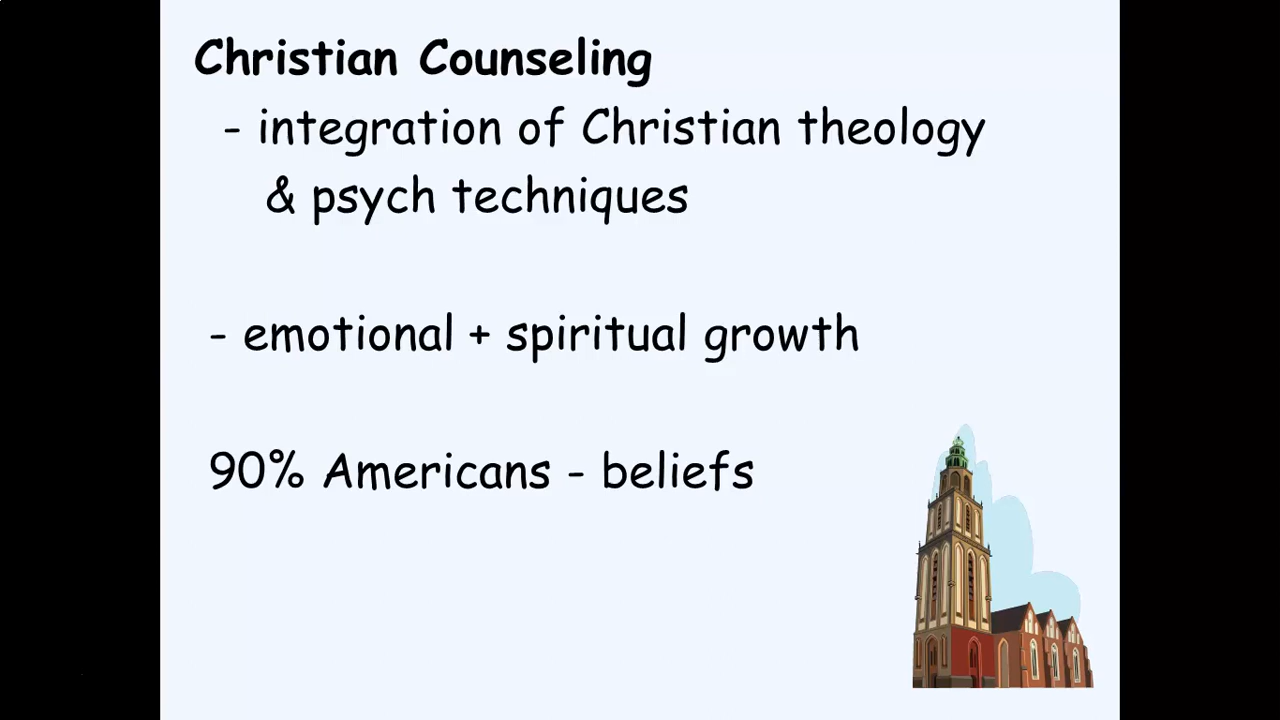 Christian Counseling
- integration of Christian theology
& psych techniques
- emotional + spiritual growth
90% Americans - beliefs